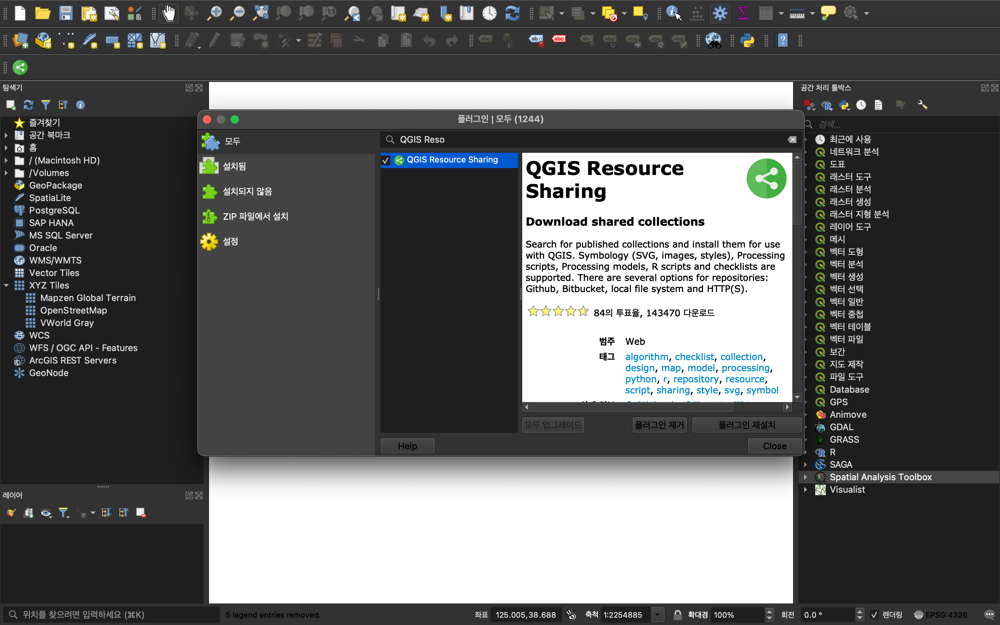 탐색기
즐겨찾기
공간 북마크
홈
/ (Macintosh HD)
/Volumes
GeoPackage
SpatiaLite
PostgreSQL
SAP HANA
MS SQL Server
Oracle
WMS/WMTS
Vector Tiles
XYZ Tiles
Mapzen Global Terrain
OpenStreetMap
VWorld Gray
WCS
WFS / OGC API - Features
ArcGIS REST Servers
GeoNode
레이어
플러그인 | 모두 (1244)
모두
설치됨
설치되지 않음
ZIP 파일에서 설치
설정
QGIS Reso
QGIS Resource Sharing
QGIS Resource
Sharing
Download shared collections
Search for published collections and install them for use
with QGIS. Symbology (SVG, images, styles), Processing
scripts, Processing models, R scripts and checklists are
supported. There are several options for repositories:
Github, Bitbucket, local file system and HTTP(S).
84의 투표율, 143470 다운로드
범주 Web
태그 algorithm, checklist, collection,
design, map, model, processing,
python, r, repository, resource,
script, sharing, style, svg, symbol
모두 업그레이드
플러그인 제거
플러그인 재설치
Help
Close
공간 처리 툴박스
검색...
최근에 사용
네트워크 분석
도표
래스터 도구
래스터 분석
래스터 생성
래스터 지형 분석
레이어 도구
메시
벡터 도형
벡터 분석
벡터 생성
벡터 선택
벡터 일반
벡터 중첩
벡터 테이블
벡터 파일
보간
지도 제작
파일 도구
Database
GPS
Animove
GDAL
GRASS
R
SAGA
Spatial Analysis Toolbox
Visualist
위치를 찾으려면 입력하세요 (⌘K)
5 legend entries removed.
좌표 125.005,38.688
축척 1:2254885
확대경 100%
회전 0.0 °
렌더링
EPSG:4326